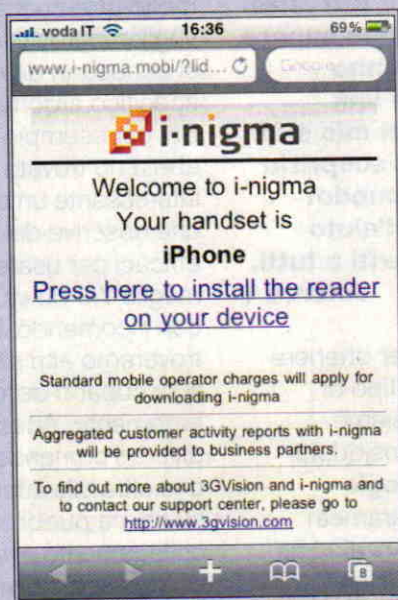 voda IT 16:36 69%
www.i-nigma.mobi/?lid... Google
i-nigma
Welcome to i-nigma
Your handset is
iPhone
Press here to install the reader
on your device
Standard mobile operator charges will apply for
downloading i-nigma
Aggregated customer activity reports with i-nigma
will be provided to business partners.
To find out more about 3GVision and i-nigma and
to contact our support center, please go to
http://www.3gvision.com
8